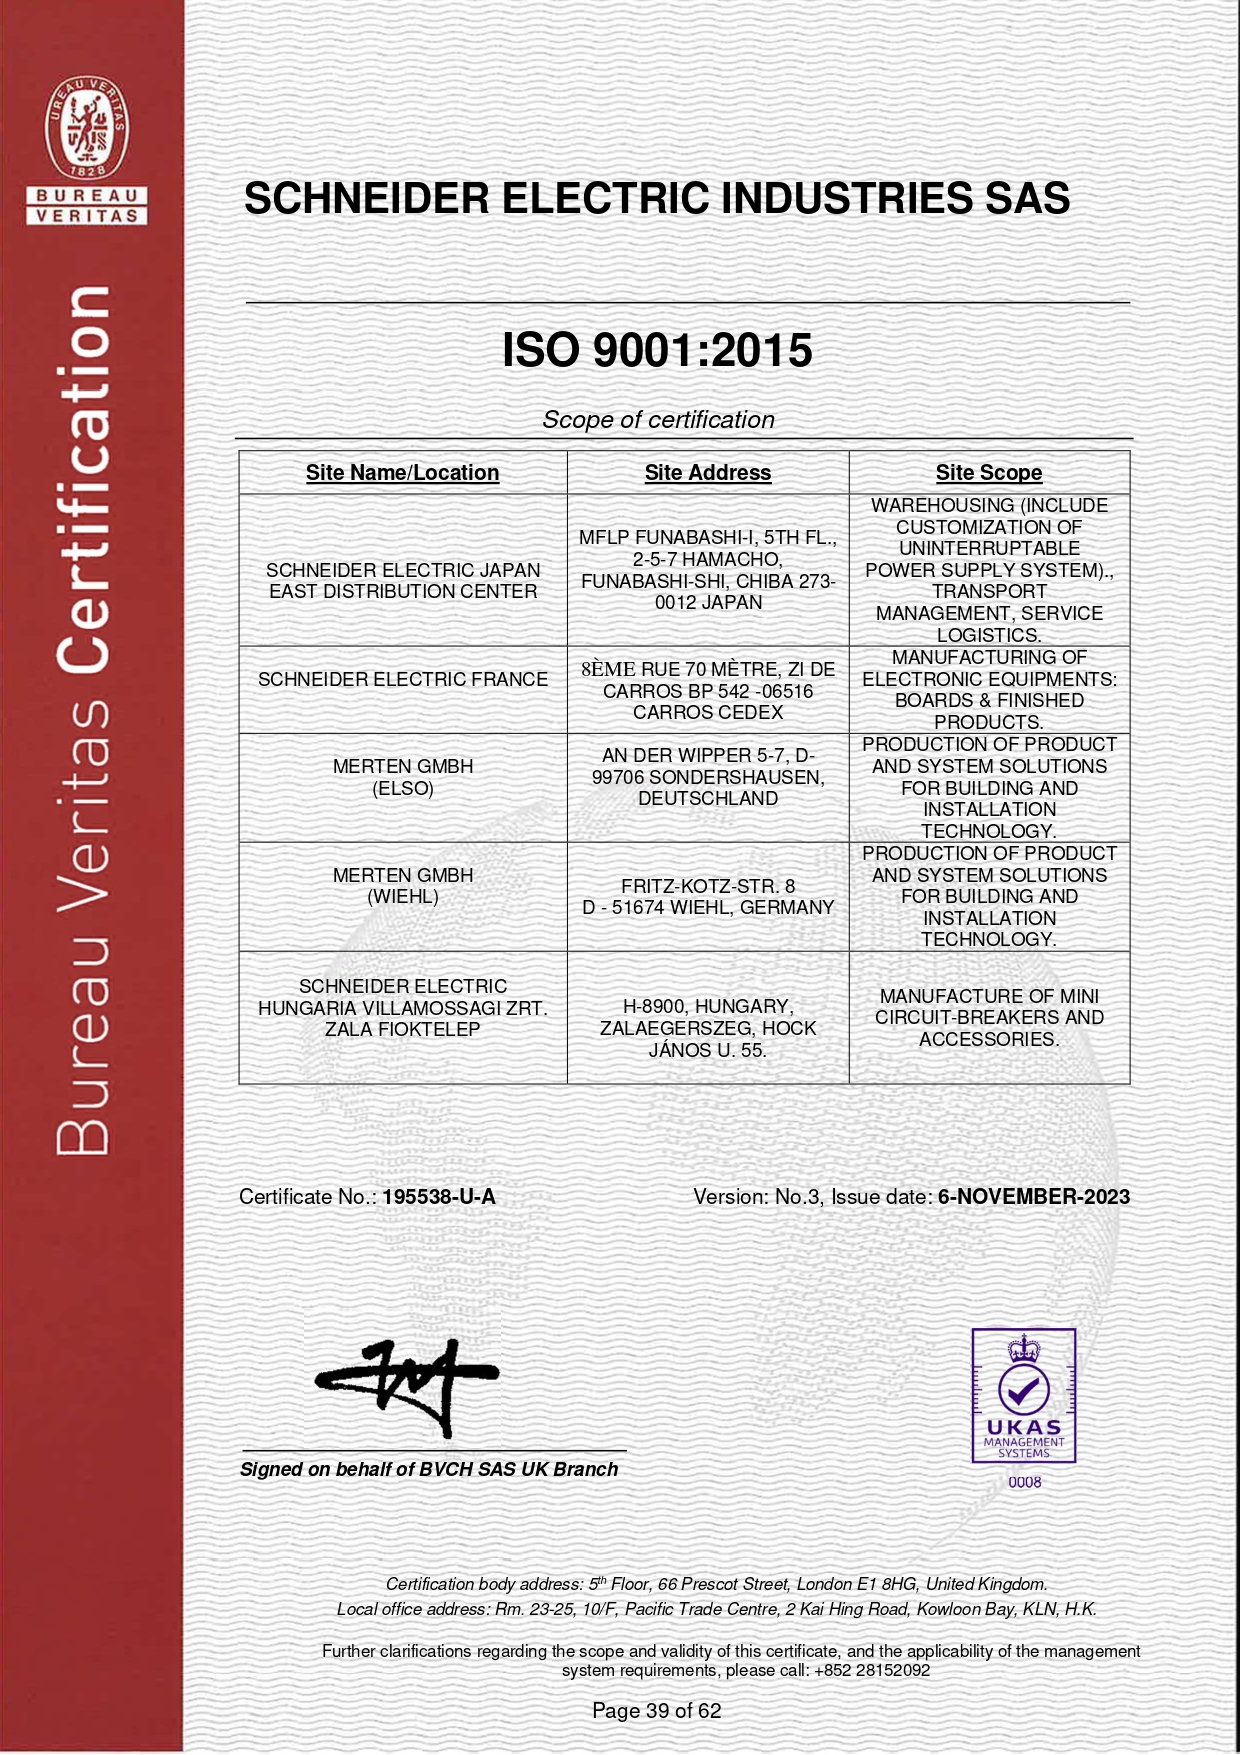 BUREAU VERITAS
1828
BUREAU
VERITAS
Bureau Veritas Certification
SCHNEIDER ELECTRIC INDUSTRIES SAS
ISO 9001:2015
Scope of certification
Site Name/Location
Site Address
Site Scope
SCHNEIDER ELECTRIC JAPAN
EAST DISTRIBUTION CENTER
MFLP FUNABASHI-I, 5TH FL.,
2-5-7 HAMACHO,
FUNABASHI-SHI, CHIBA 273-
0012 JAPAN
WAREHOUSING (INCLUDE
CUSTOMIZATION OF
UNINTERRUPTABLE
POWER SUPPLY SYSTEM).,
TRANSPORT
MANAGEMENT, SERVICE
LOGISTICS.
SCHNEIDER ELECTRIC FRANCE
8ÈME RUE 70 MÈTRE, ZI DE
CARROS BP 542 -06516
CARROS CEDEX
MANUFACTURING OF
ELECTRONIC EQUIPMENTS:
BOARDS & FINISHED
PRODUCTS.
MERTEN GMBH
(ELSO)
AN DER WIPPER 5-7, D-
99706 SONDERSHAUSEN,
DEUTSCHLAND
PRODUCTION OF PRODUCT
AND SYSTEM SOLUTIONS
FOR BUILDING AND
INSTALLATION
TECHNOLOGY.
MERTEN GMBH
(WIEHL)
FRITZ-KOTZ-STR. 8
D - 51674 WIEHL, GERMANY
PRODUCTION OF PRODUCT
AND SYSTEM SOLUTIONS
FOR BUILDING AND
INSTALLATION
TECHNOLOGY.
SCHNEIDER ELECTRIC
HUNGARIA VILLAMOSSAGI ZRT.
ZALA FIOKTELEP
H-8900, HUNGARY,
ZALAEGERSZEG, HOCK
JÁNOS U. 55.
MANUFACTURE OF MINI
CIRCUIT-BREAKERS AND
ACCESSORIES.
Certificate No.: 195538-U-A
Version: No.3, Issue date: 6-NOVEMBER-2023
Signed on behalf of BVCH SAS UK Branch
UKAS
MANAGEMENT
SYSTEMS
0008
Certification body address: 5th Floor, 66 Prescot Street, London E1 8HG, United Kingdom.
Local office address: Rm. 23-25, 10/F, Pacific Trade Centre, 2 Kai Hing Road, Kowloon Bay, KLN, H.K.
Further clarifications regarding the scope and validity of this certificate, and the applicability of the management
system requirements, please call: +852 28152092
Page 39 of 62